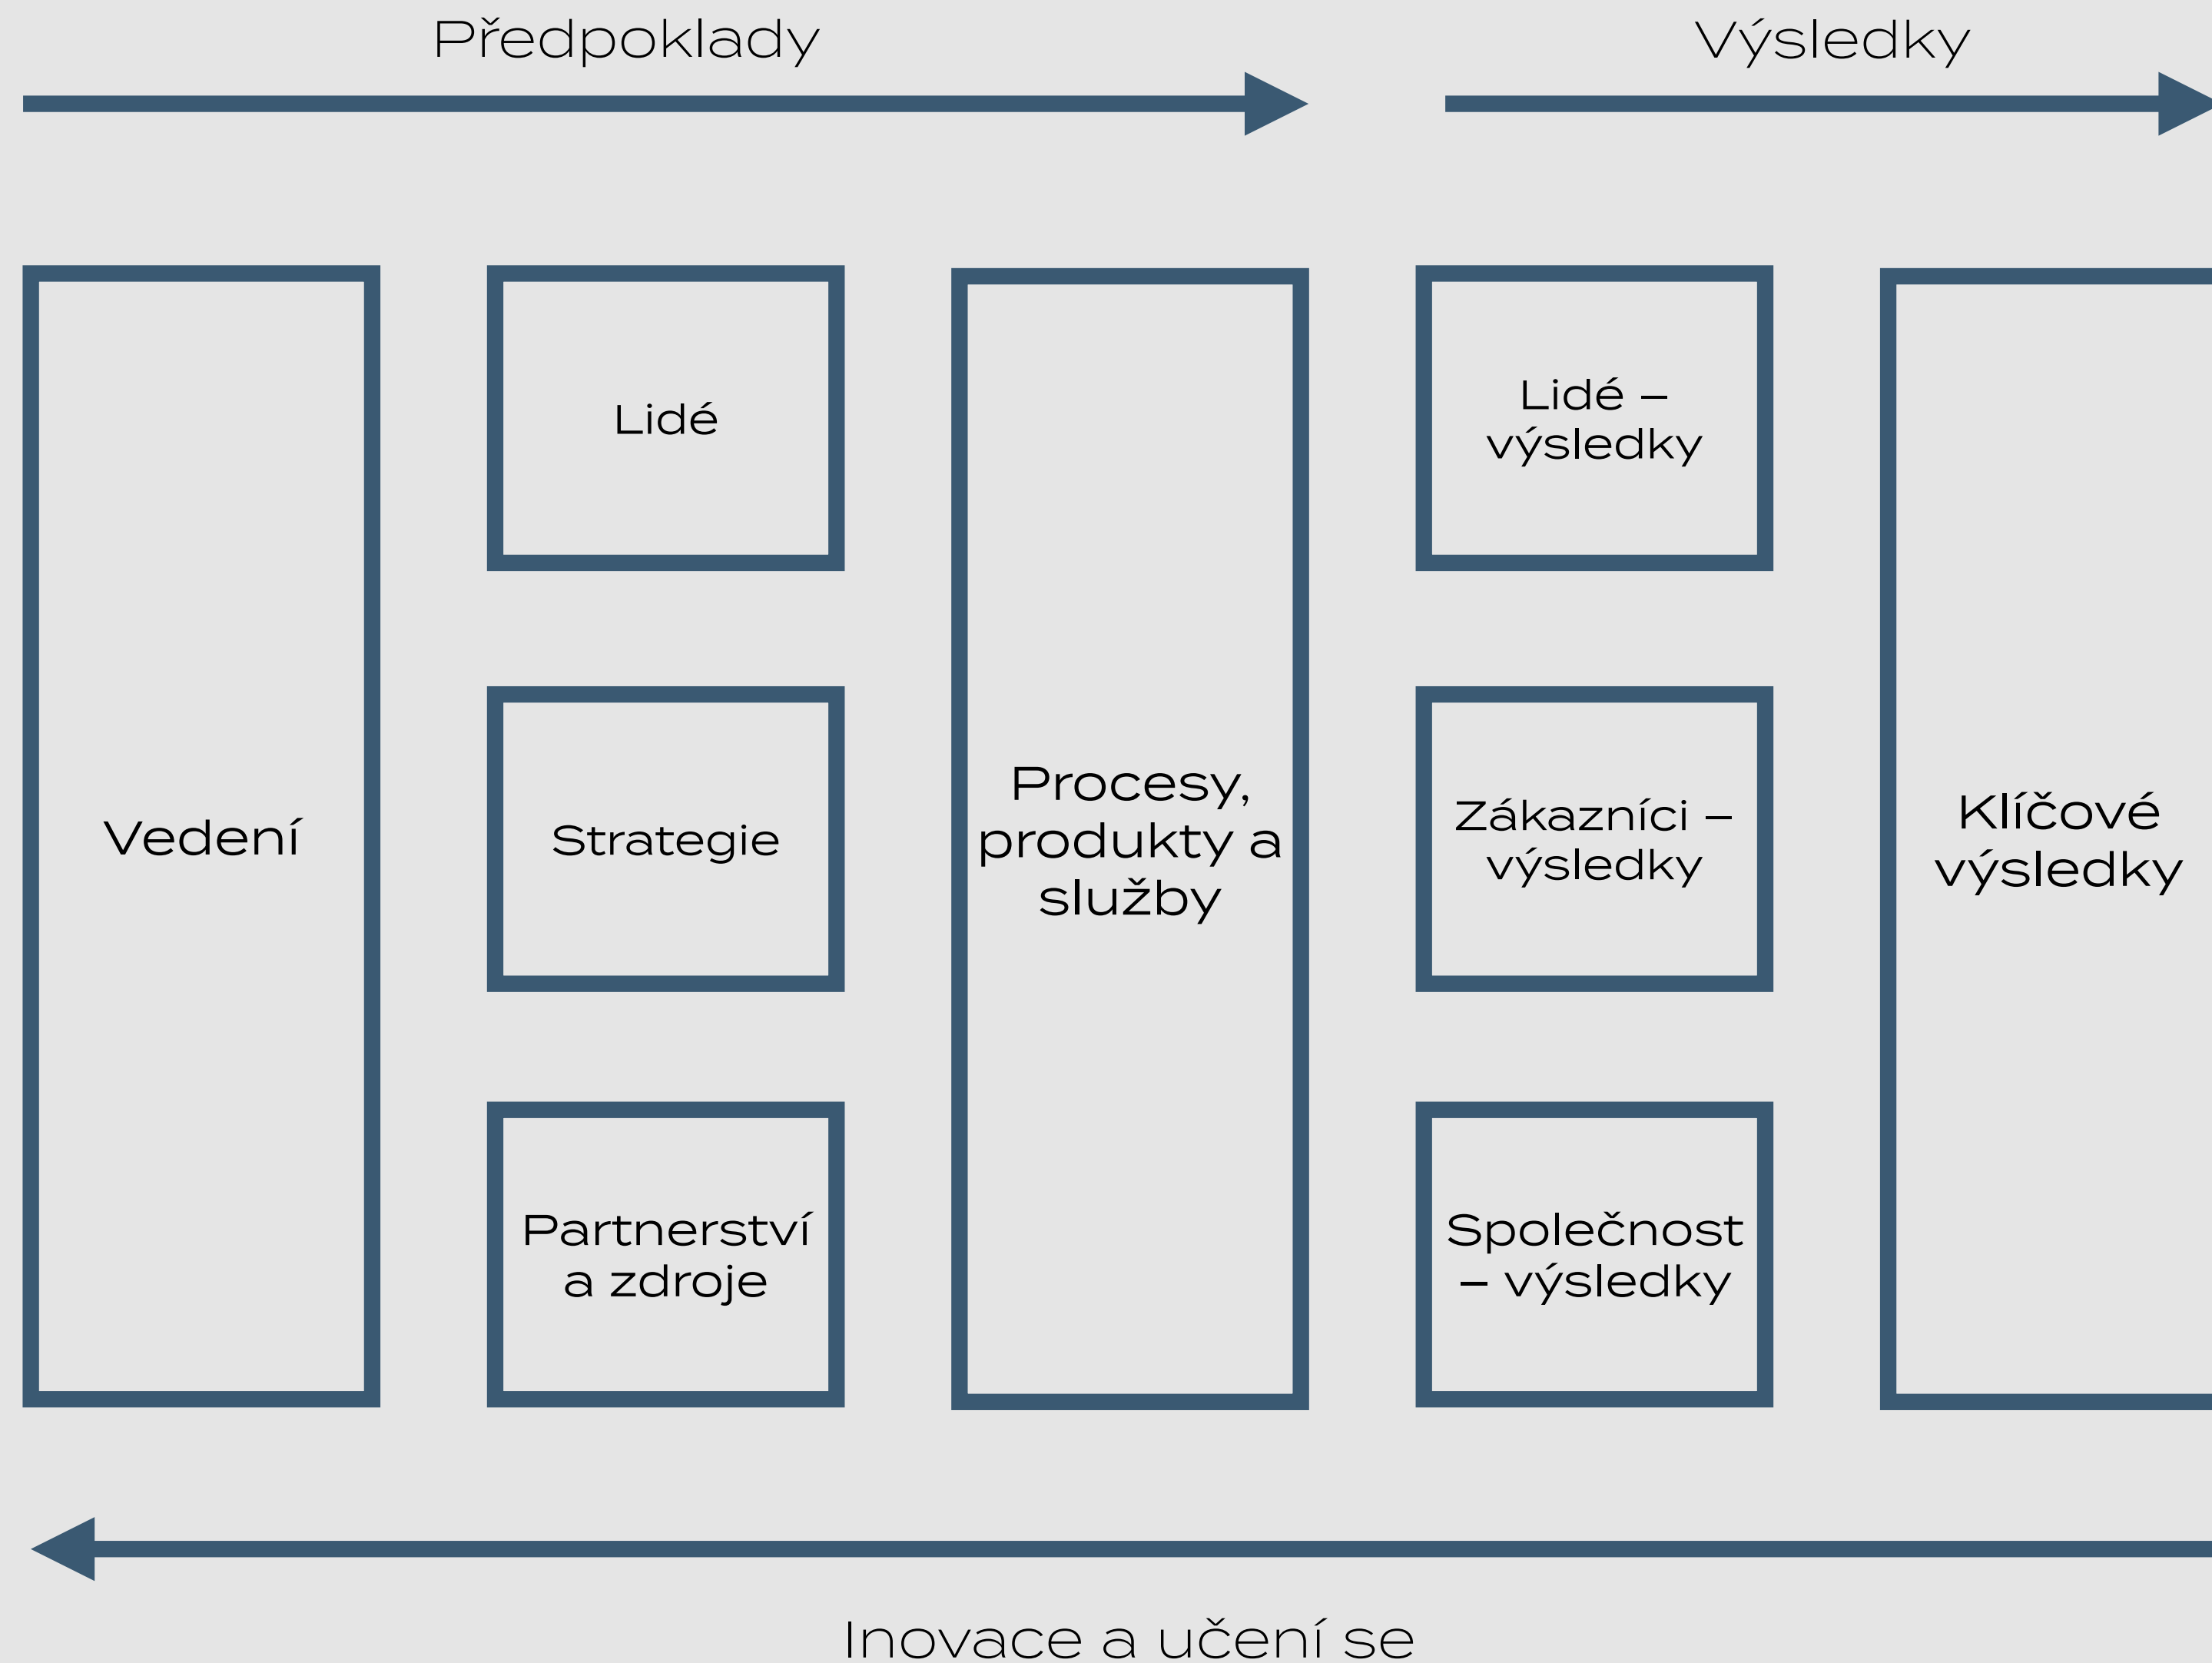 Předpoklady
Výsledky
Vedení
Lidé
Strategie
Partnerství
a zdroje
Procesy,
produkty a
služby
Lidé –
výsledky
Zákazníci –
výsledky
Společnost
– výsledky
Klíčové
výsledky
Inovace a učení se